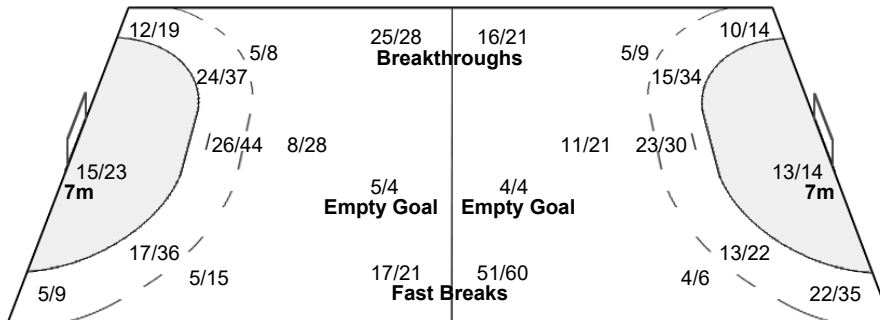 12/19 25/28 16/21 10/14
5/8 Breakthroughs 5/9
24/37 15/34
26/44 8/28 11/21 23/30
15/23 13/14
7m 5/4 4/4 7m
Empty Goal Empty Goal
17/36 13/22
5/15 17/21 51/60 4/6
5/9 Fast Breaks 22/35